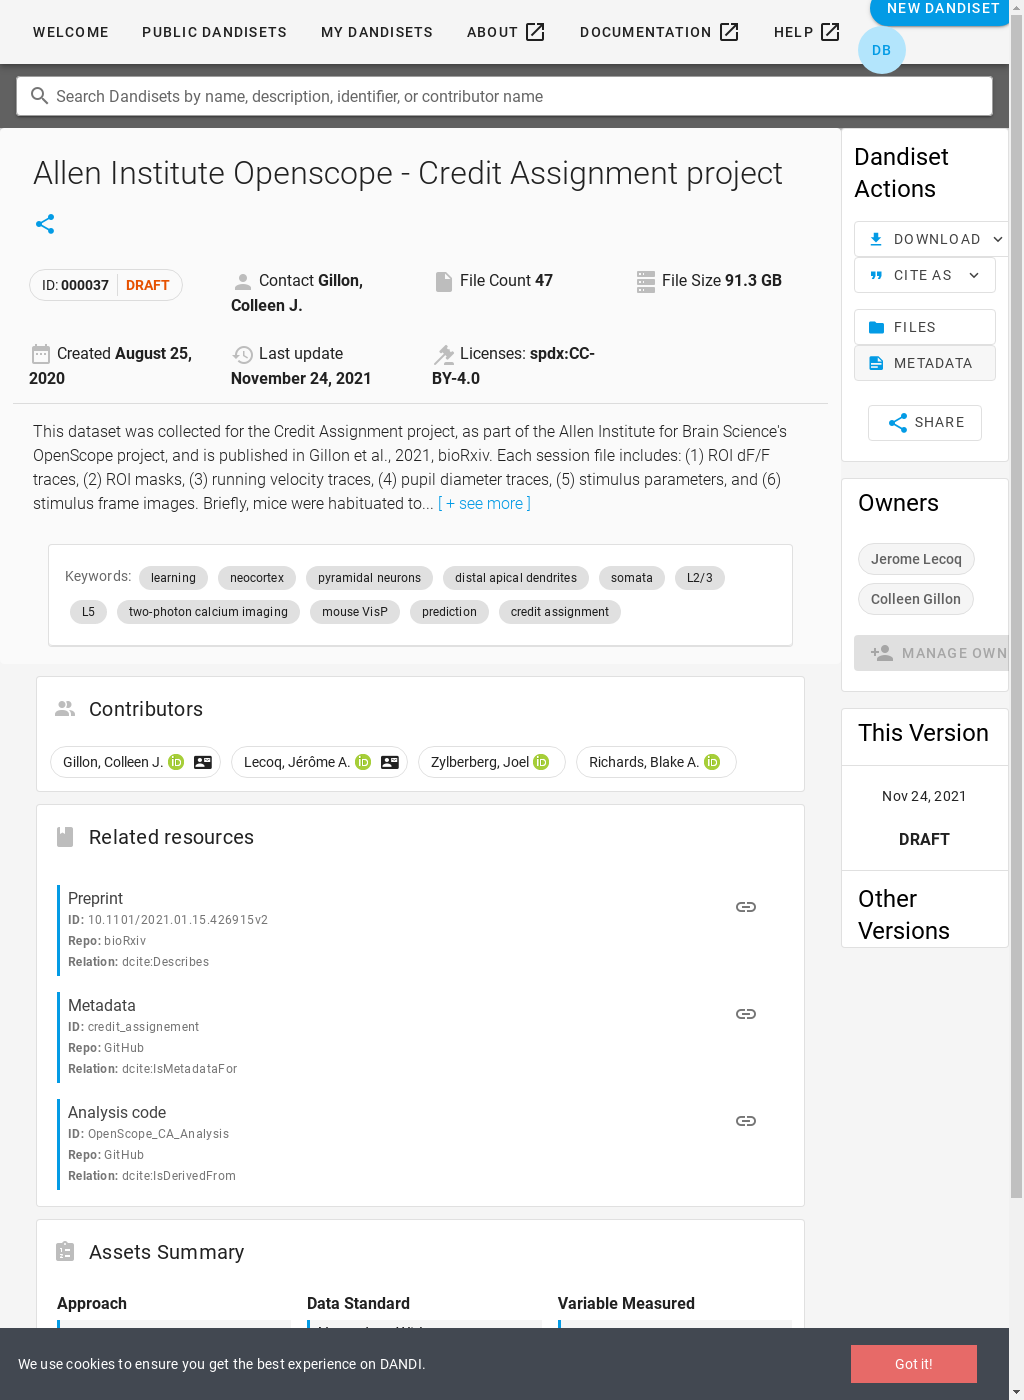 WELCOME PUBLIC DANDISETS MY DANDISETS ABOUT DOCUMENTATION HELP NEW DANDISET
DB
Search Dandisets by name, description, identifier, or contributor name
Allen Institute Openscope - Credit Assignment project
ID: 000037 DRAFT
Contact Gillon, Colleen J.
File Count 47
File Size 91.3 GB
Created August 25, 2020
Last update November 24, 2021
Licenses: spdx:CC-BY-4.0
This dataset was collected for the Credit Assignment project, as part of the Allen Institute for Brain Science's
OpenScope project, and is published in Gillon et al., 2021, bioRxiv. Each session file includes: (1) ROI dF/F
traces, (2) ROI masks, (3) running velocity traces, (4) pupil diameter traces, (5) stimulus parameters, and (6)
stimulus frame images. Briefly, mice were habituated to... [ + see more ]
Keywords: learning neocortex pyramidal neurons distal apical dendrites somata L2/3
L5 two-photon calcium imaging mouse VisP prediction credit assignment
Contributors
Gillon, Colleen J. Lecoq, Jérôme A. Zylberberg, Joel Richards, Blake A.
Related resources
Preprint
ID: 10.1101/2021.01.15.426915v2
Repo: bioRxiv
Relation: dcite:Describes
Metadata
ID: credit_assignement
Repo: GitHub
Relation: dcite:IsMetadataFor
Analysis code
ID: OpenScope_CA_Analysis
Repo: GitHub
Relation: dcite:IsDerivedFrom
Assets Summary
Approach Data Standard Variable Measured
Dandiset
Actions
DOWNLOAD
CITE AS
FILES
METADATA
SHARE
Owners
Jerome Lecoq
Colleen Gillon
MANAGE OWN
This Version
Nov 24, 2021
DRAFT
Other
Versions
We use cookies to ensure you get the best experience on DANDI.
Got it!